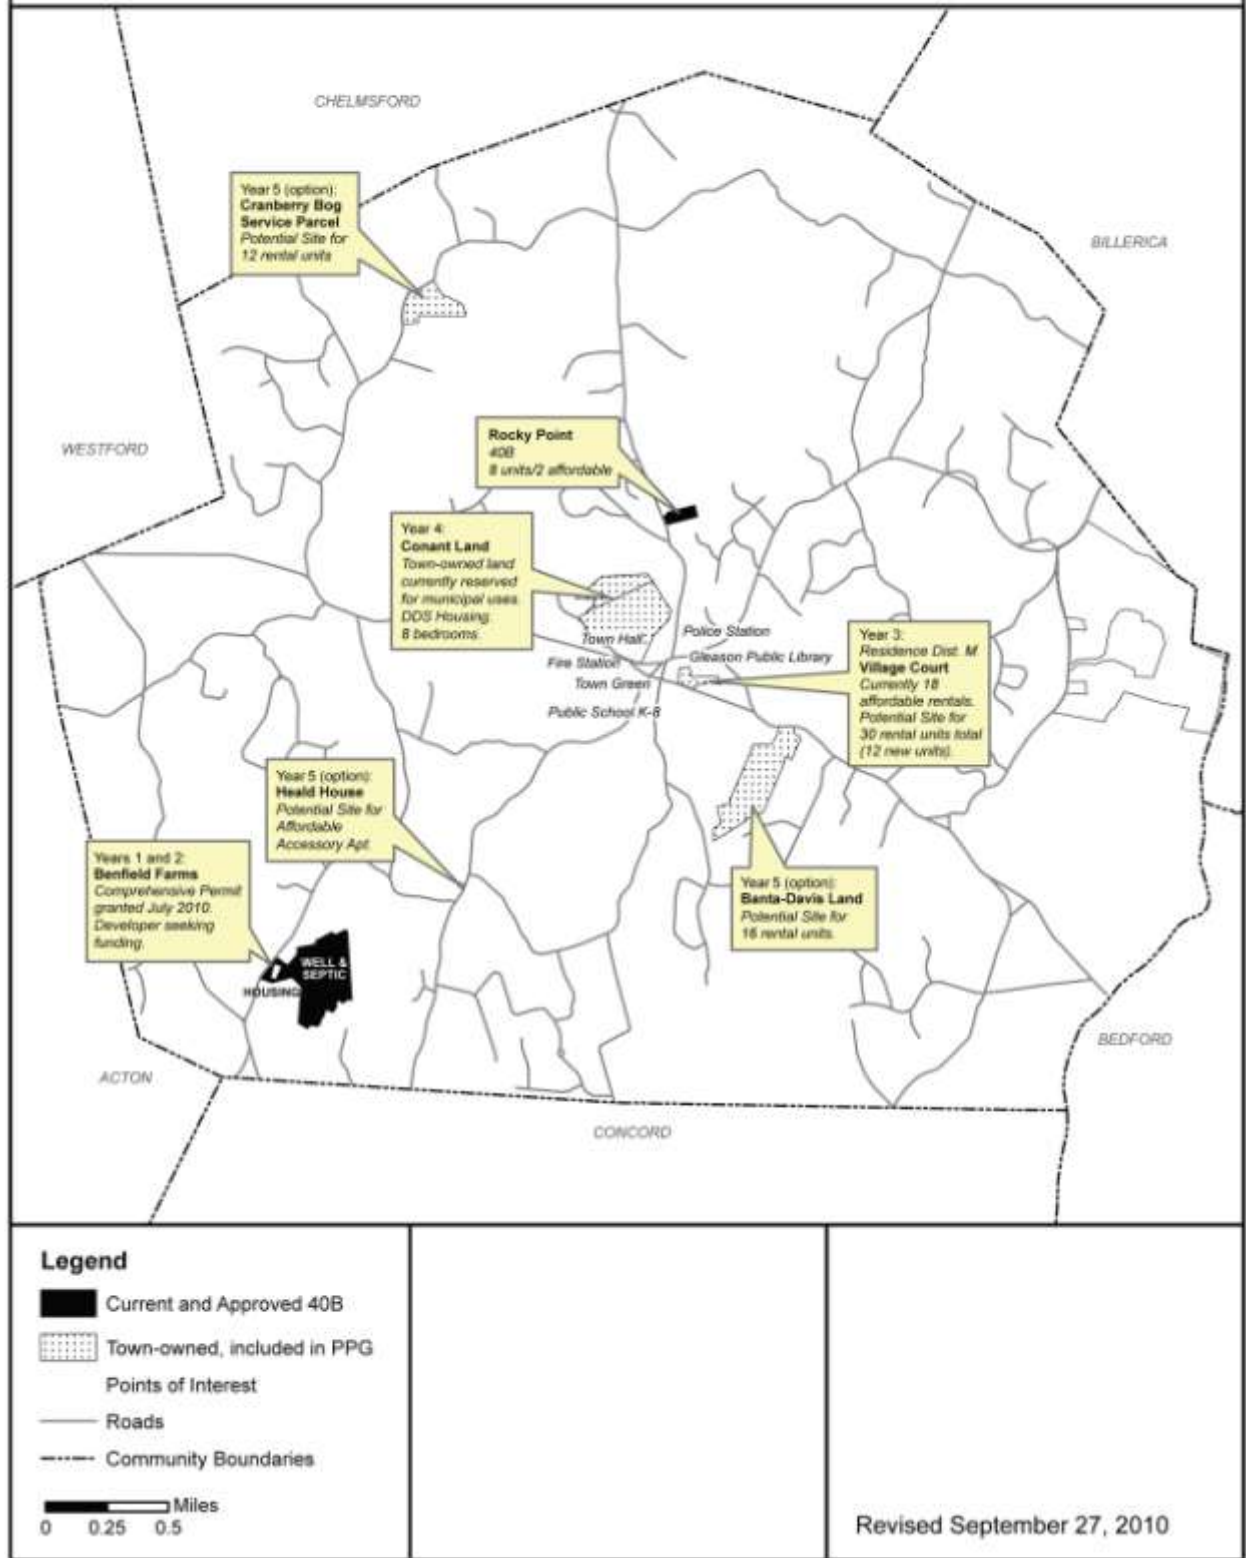 CHELMSFORD
Year 5 (option):
Cranberry Bog
Service Parcel
Potential Site for
12 rental units
BILLERICA
WESTFORD
Rocky Point
40B
8 units/2 affordable
Year 4:
Conant Land
Town-owned land
currently reserved
for municipal uses.
DDS Housing:
8 bedrooms.
Town Hall
Police Station
Fire Station
Gleason Public Library
Town Green
Public School K-8
Year 3:
Residence Dist. M
Village Court
Currently 18
affordable rentals.
Potential Site for
30 rental units total
(12 new units).
Year 5 (option):
Heald House
Potential Site for
Affordable
Accessory Apt.
Years 1 and 2:
Benfield Farms
Comprehensive Permit
granted July 2010.
Developer seeking
funding.
Year 5 (option):
Banta-Davis Land
Potential Site for
16 rental units.
WELL &
SEPTIC
HOUSING
ACTON
BEDFORD
CONCORD
Legend
Current and Approved 40B
Town-owned, included in PPG
Points of Interest
Roads
Community Boundaries
Miles
0 0.25 0.5
Revised September 27, 2010